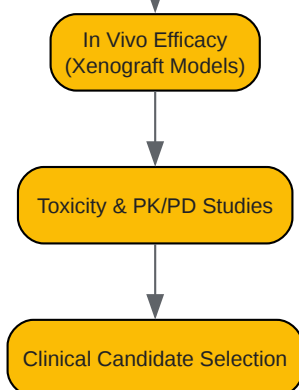 In Vivo Efficacy
(Xenograft Models)
Toxicity & PK/PD Studies
Clinical Candidate Selection